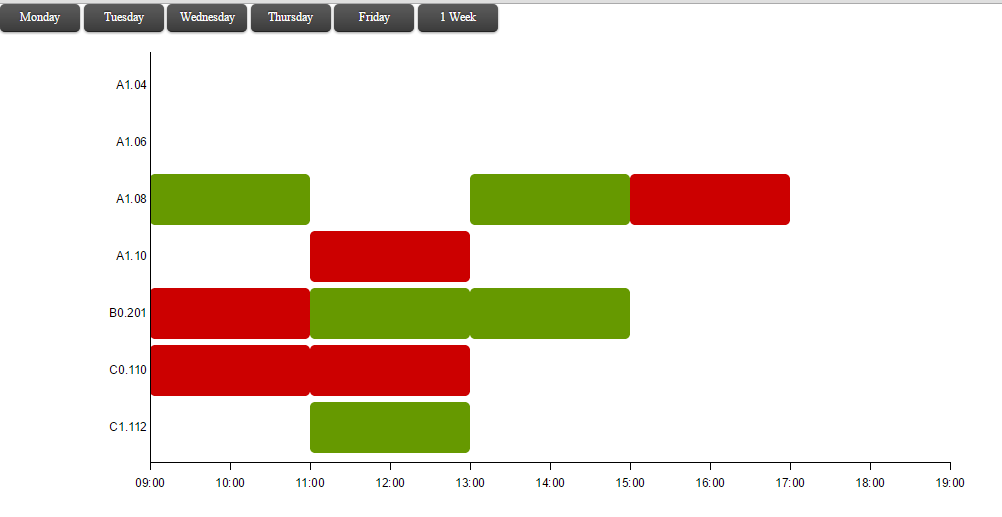 Monday Tuesday Wednesday Thursday Friday 1 Week
A1.04
A1.06
A1.08
A1.10
B0.201
C0.110
C1.112
09:00 10:00 11:00 12:00 13:00 14:00 15:00 16:00 17:00 18:00 19:00